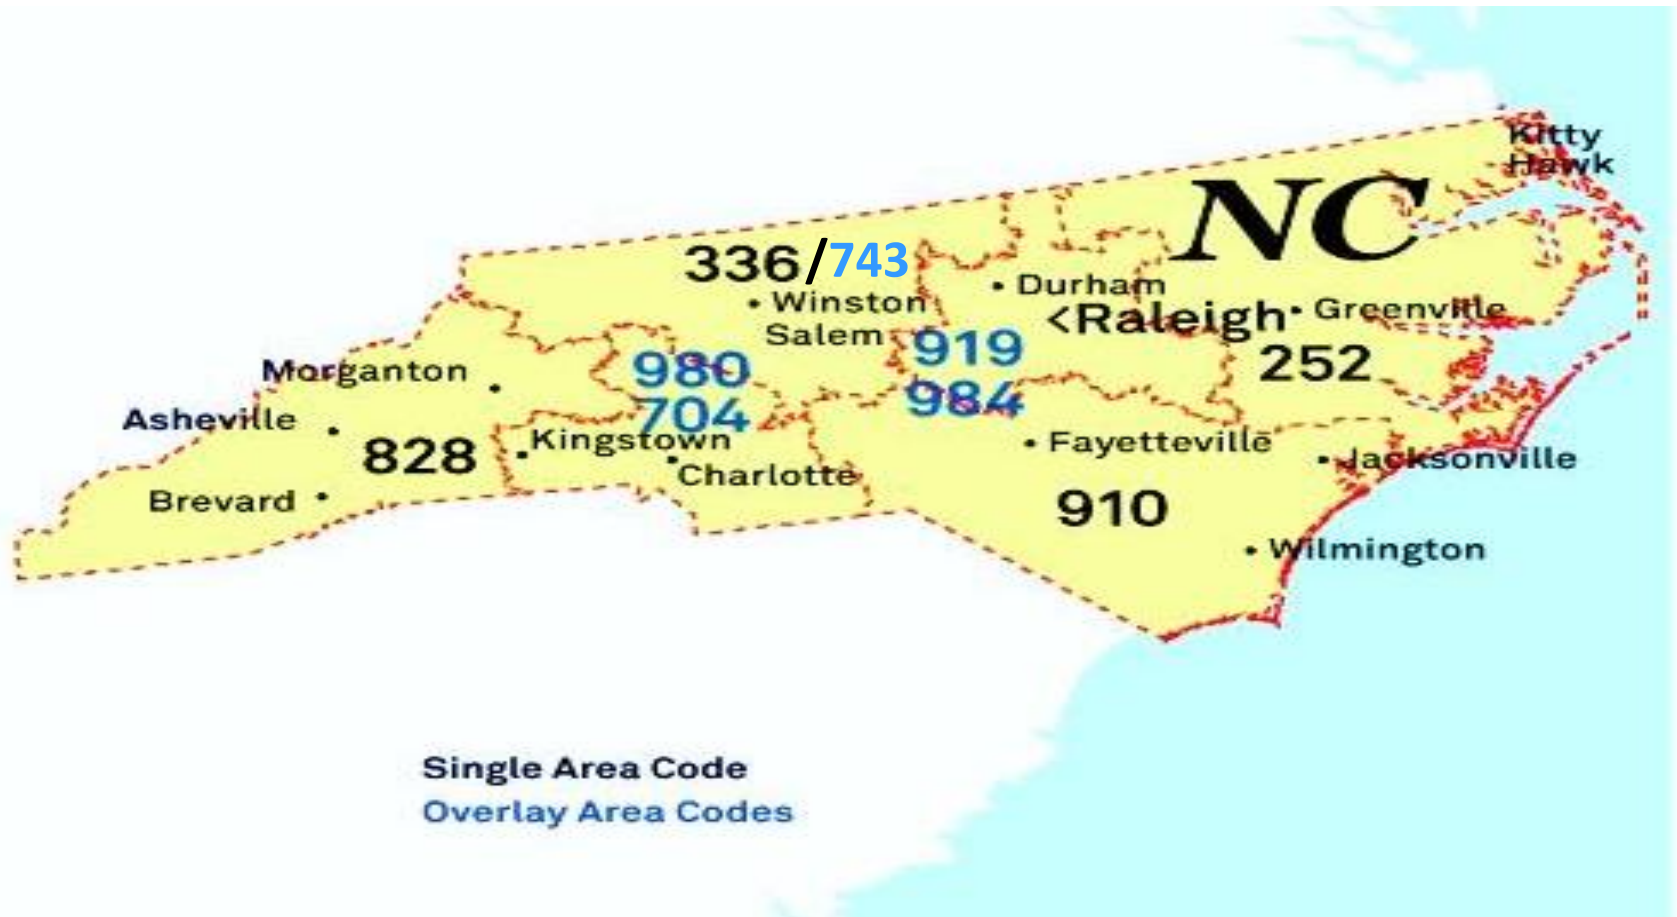 Kitty
Hawk
NC
336/743
Winston
Salem
Durham
<Raleigh
Greenville
919
984
252
980
704
Morganton
Asheville
828
Kingstown
Charlotte
Brevard
Fayetteville
Jacksonville
910
Wilmington
Single Area Code
Overlay Area Codes